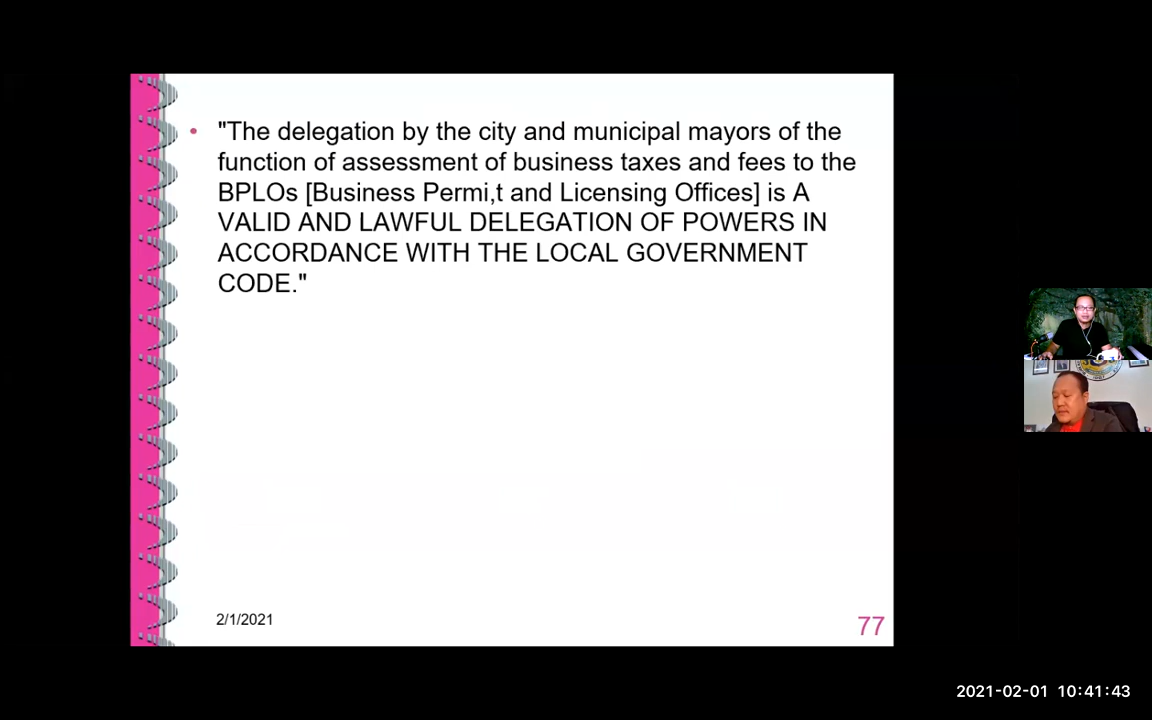 • "The delegation by the city and municipal mayors of the
function of assessment of business taxes and fees to the
BPLOs [Business Permi,t and Licensing Offices] is A
VALID AND LAWFUL DELEGATION OF POWERS IN
ACCORDANCE WITH THE LOCAL GOVERNMENT
CODE."
2/1/2021
77
2021-02-01 10:41:43